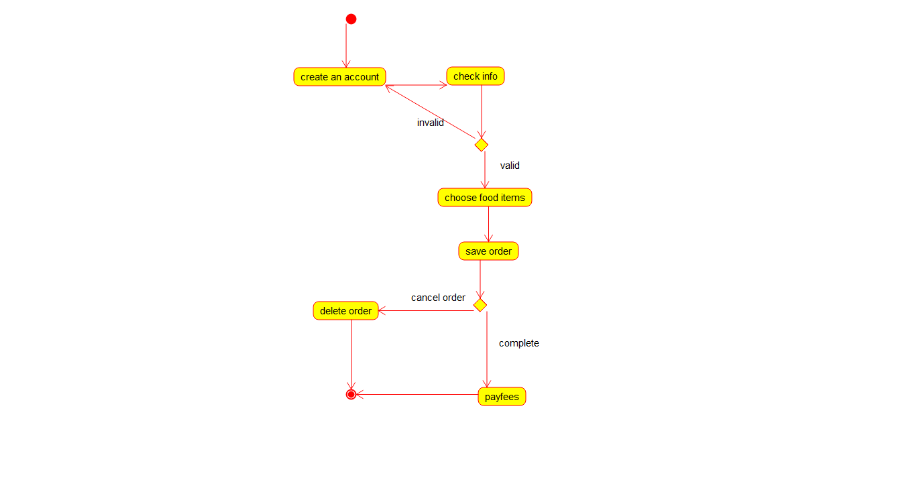 create an account
check info
invalid
valid
choose food items
save order
cancel order
delete order
complete
payfees